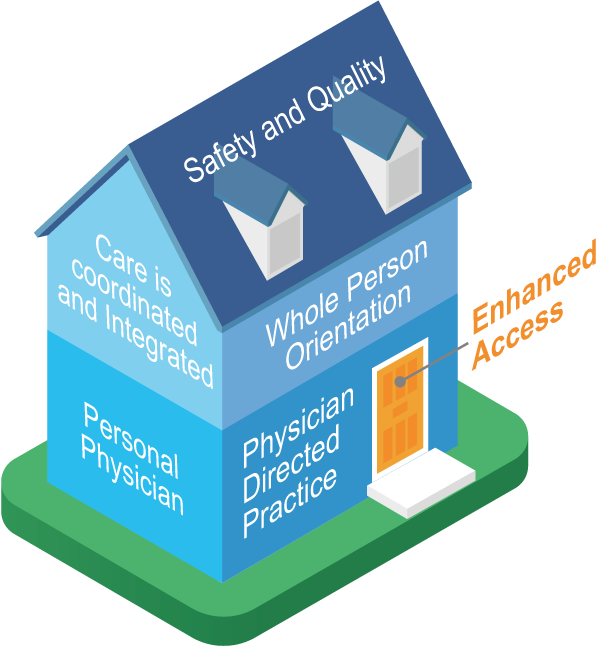 Safety and Quality
Care is
coordinated
and Integrated
Whole Person
Orientation
Enhanced
Access
Personal
Physician
Physician
Directed
Practice